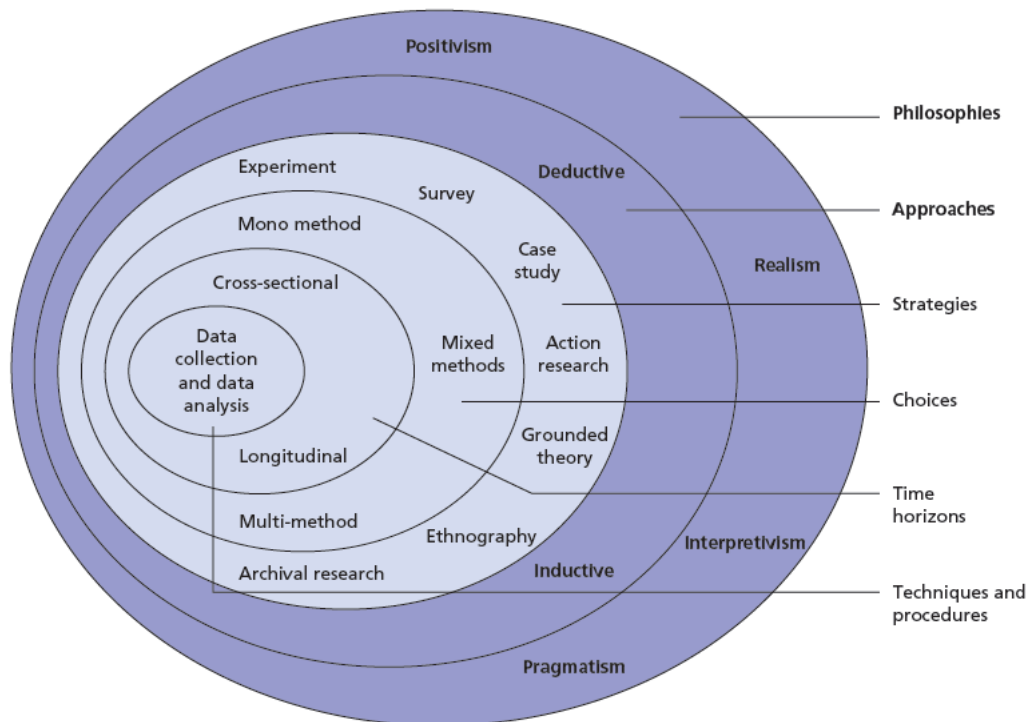 Positivism
Philosophies
Experiment
Deductive
Survey
Approaches
Mono method
Case
study
Realism
Cross-sectional
Strategies
Data
collection
and data
analysis
Mixed
methods
Action
research
Choices
Grounded
theory
Longitudinal
Time
horizons
Multi-method
Ethnography
Interpretivism
Archival research
Inductive
Techniques and
procedures
Pragmatism